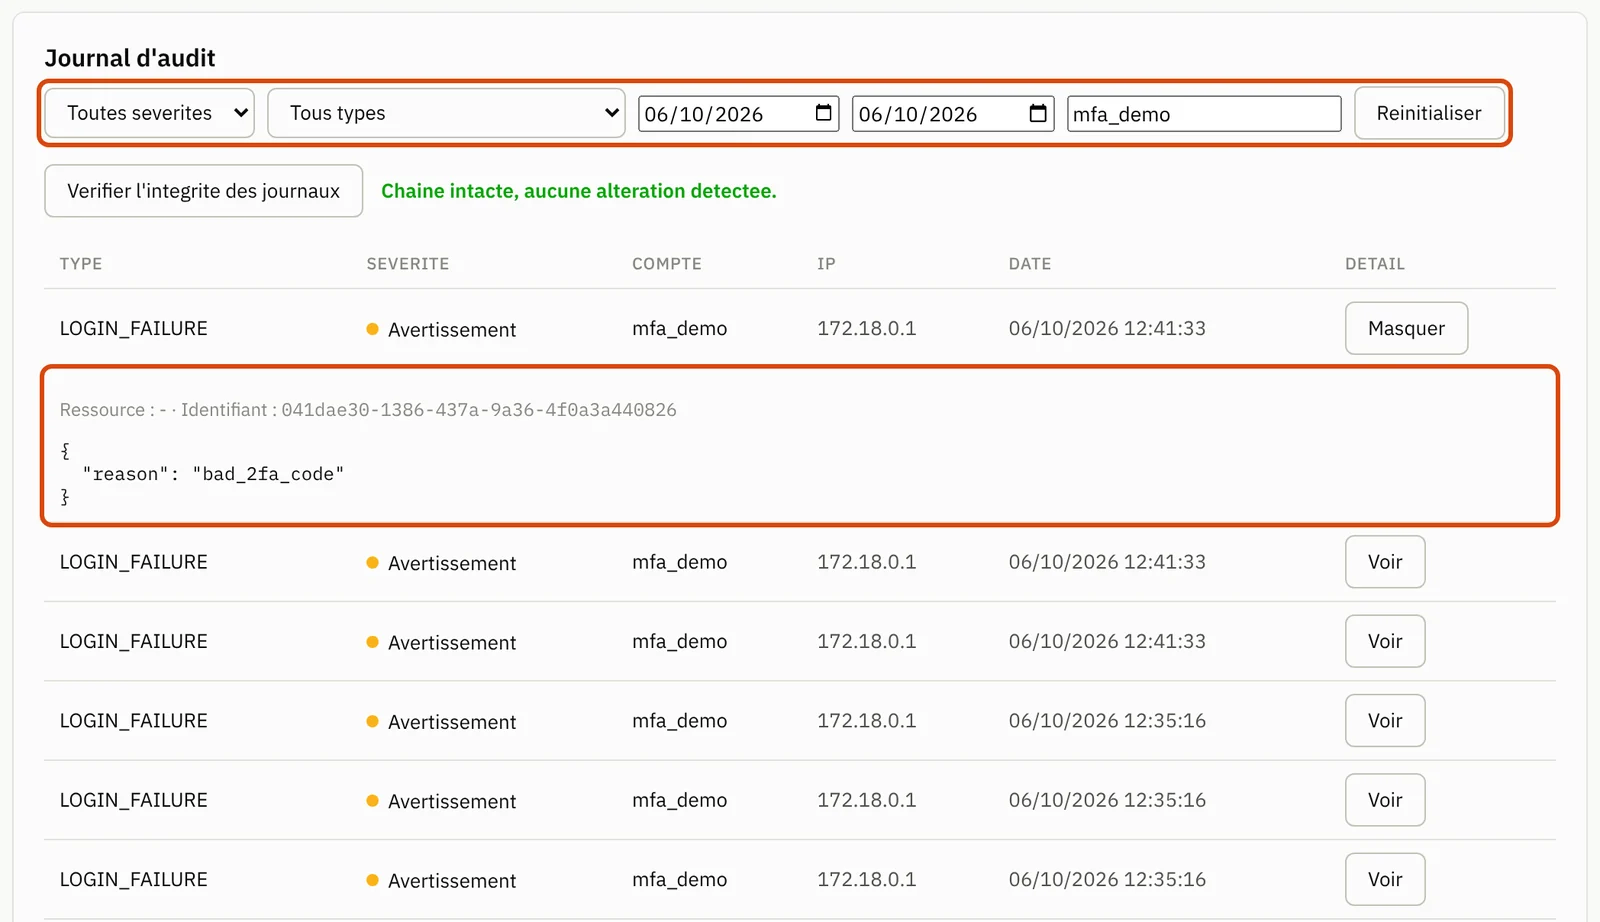 Journal d'audit
Toutes severites Tous types 06/10/2026 06/10/2026 mfa_demo Reinitialiser
Verifier l'integrite des journaux Chaine intacte, aucune alteration detectee.
TYPE SEVERITE COMPTE IP DATE DETAIL
LOGIN_FAILURE Avertissement mfa_demo 172.18.0.1 06/10/2026 12:41:33 Masquer
Ressource : - · Identifiant : 041dae30-1386-437a-9a36-4f0a3a440826
{
"reason": "bad_2fa_code"
}
LOGIN_FAILURE Avertissement mfa_demo 172.18.0.1 06/10/2026 12:41:33 Voir
LOGIN_FAILURE Avertissement mfa_demo 172.18.0.1 06/10/2026 12:41:33 Voir
LOGIN_FAILURE Avertissement mfa_demo 172.18.0.1 06/10/2026 12:35:16 Voir
LOGIN_FAILURE Avertissement mfa_demo 172.18.0.1 06/10/2026 12:35:16 Voir
LOGIN_FAILURE Avertissement mfa_demo 172.18.0.1 06/10/2026 12:35:16 Voir